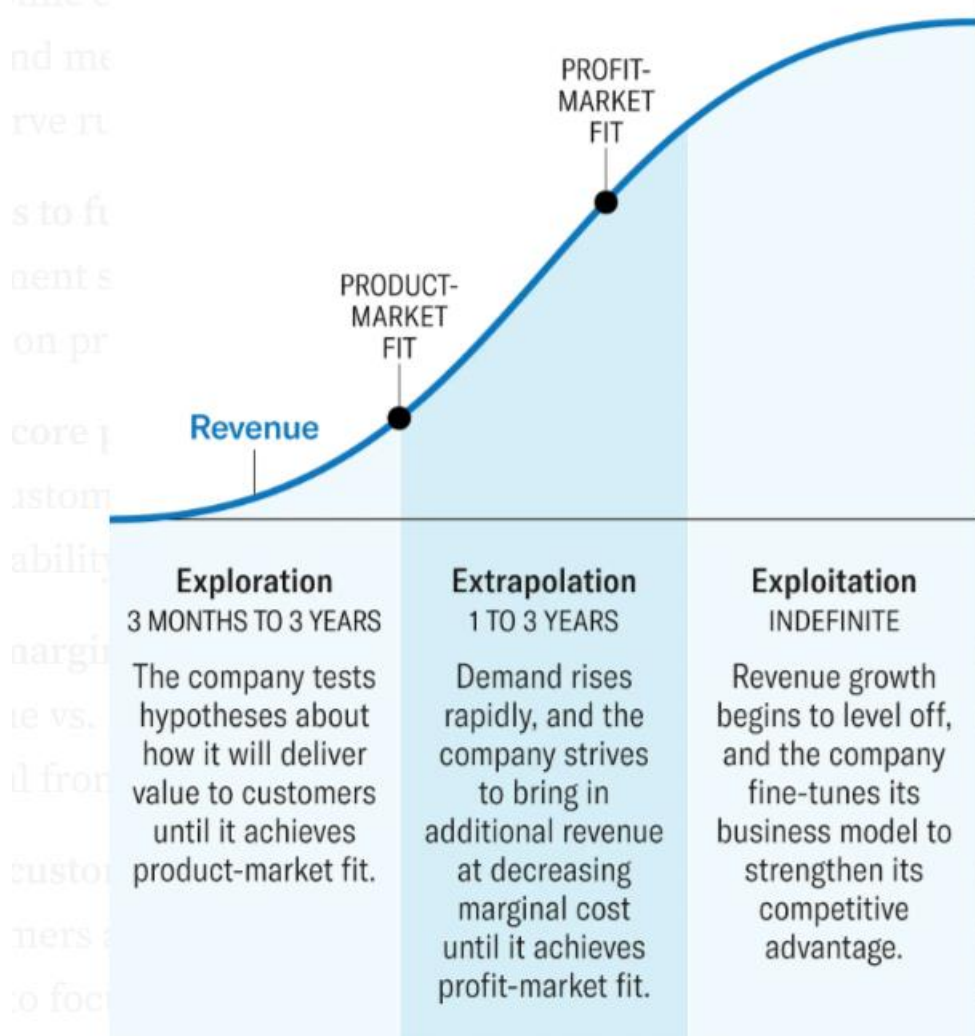 PROFIT-
MARKET
FIT
PRODUCT-
MARKET
FIT
Revenue
Exploration
3 MONTHS TO 3 YEARS
The company tests
hypotheses about
how it will deliver
value to customers
until it achieves
product-market fit.
Extrapolation
1 TO 3 YEARS
Demand rises
rapidly, and the
company strives
to bring in
additional revenue
at decreasing
marginal cost
until it achieves
profit-market fit.
Exploitation
INDEFINITE
Revenue growth
begins to level off,
and the company
fine-tunes its
business model to
strengthen its
competitive
advantage.